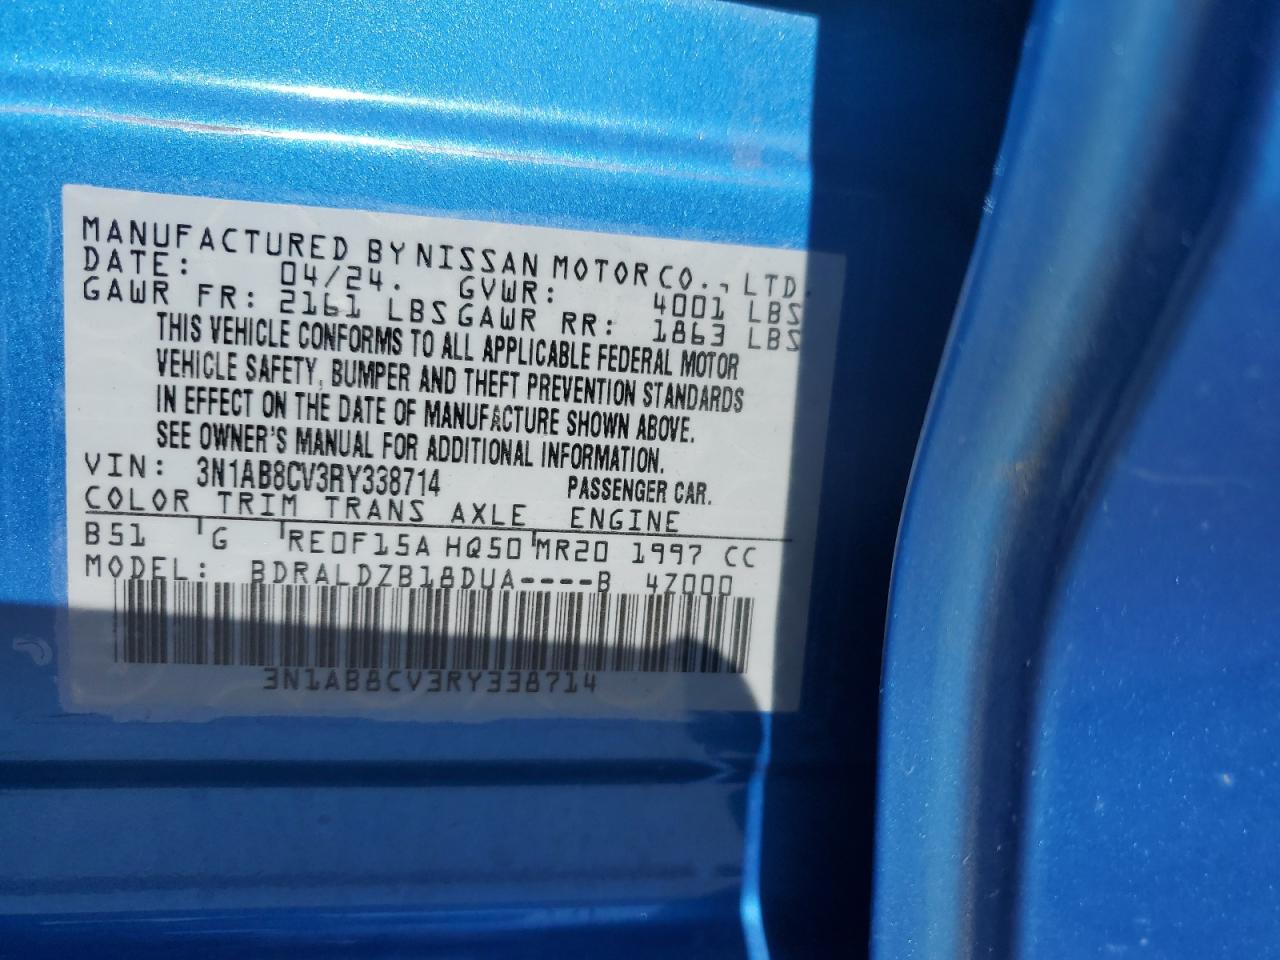 MANUFACTURED BY NISSAN MOTOR CO., LTD.
DATE: 04/24. GVWR: 4001 LBS
GAWR FR: 2161 LBS GAWR RR: 1863 LBS
THIS VEHICLE CONFORMS TO ALL APPLICABLE FEDERAL MOTOR
VEHICLE SAFETY, BUMPER AND THEFT PREVENTION STANDARDS
IN EFFECT ON THE DATE OF MANUFACTURE SHOWN ABOVE.
SEE OWNER'S MANUAL FOR ADDITIONAL INFORMATION.
VIN: 3N1AB8CV3RY338714 PASSENGER CAR.
COLOR TRIM TRANS AXLE ENGINE
B51 G RE0F15A HQ50 MR20 1997 CC
MODEL: BDRALDZB18DUA----B 4Z000
3N1AB8CV3RY338714